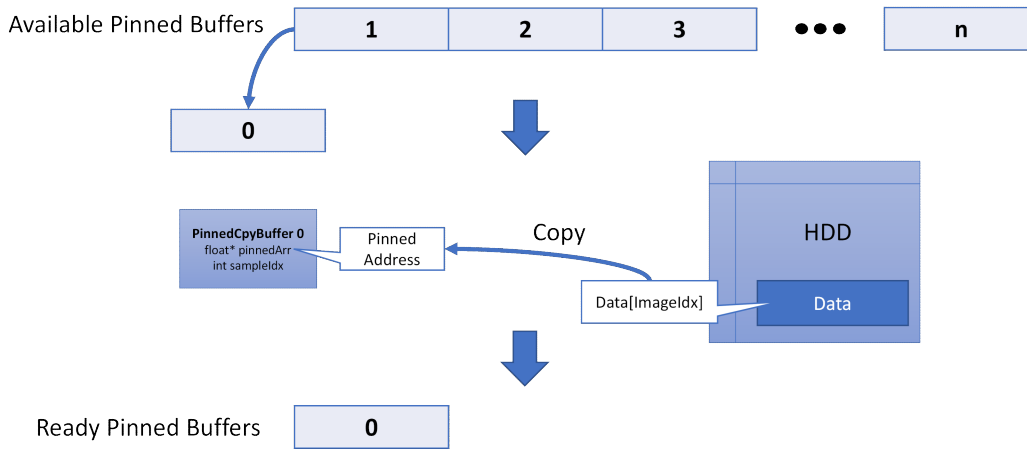 Available Pinned Buffers
1
2
3
n
0
PinnedCpyBuffer 0
float* pinnedArr
int sampleIdx
Pinned
Address
Copy
HDD
Data[ImageIdx]
Data
Ready Pinned Buffers
0